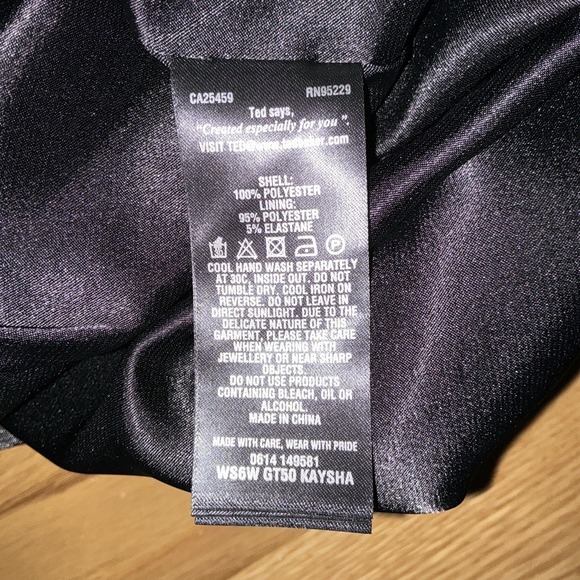 CA25459 RN95229
Ted says,
"Created especially for you".
VISIT TED@www.tedbaker.com
SHELL:
100% POLYESTER
LINING:
95% POLYESTER
5% ELASTANE
P
COOL HAND WASH SEPARATELY
AT 30C, INSIDE OUT. DO NOT
TUMBLE DRY. COOL IRON ON
REVERSE. DO NOT LEAVE IN
DIRECT SUNLIGHT. DUE TO THE
DELICATE NATURE OF THIS
GARMENT, PLEASE TAKE CARE
WHEN WEARING WITH
JEWELLERY OR NEAR SHARP
OBJECTS.
DO NOT USE PRODUCTS
CONTAINING BLEACH, OIL OR
ALCOHOL.
MADE IN CHINA
MADE WITH CARE, WEAR WITH PRIDE
0614 149581
WS6W GT50 KAYSHA